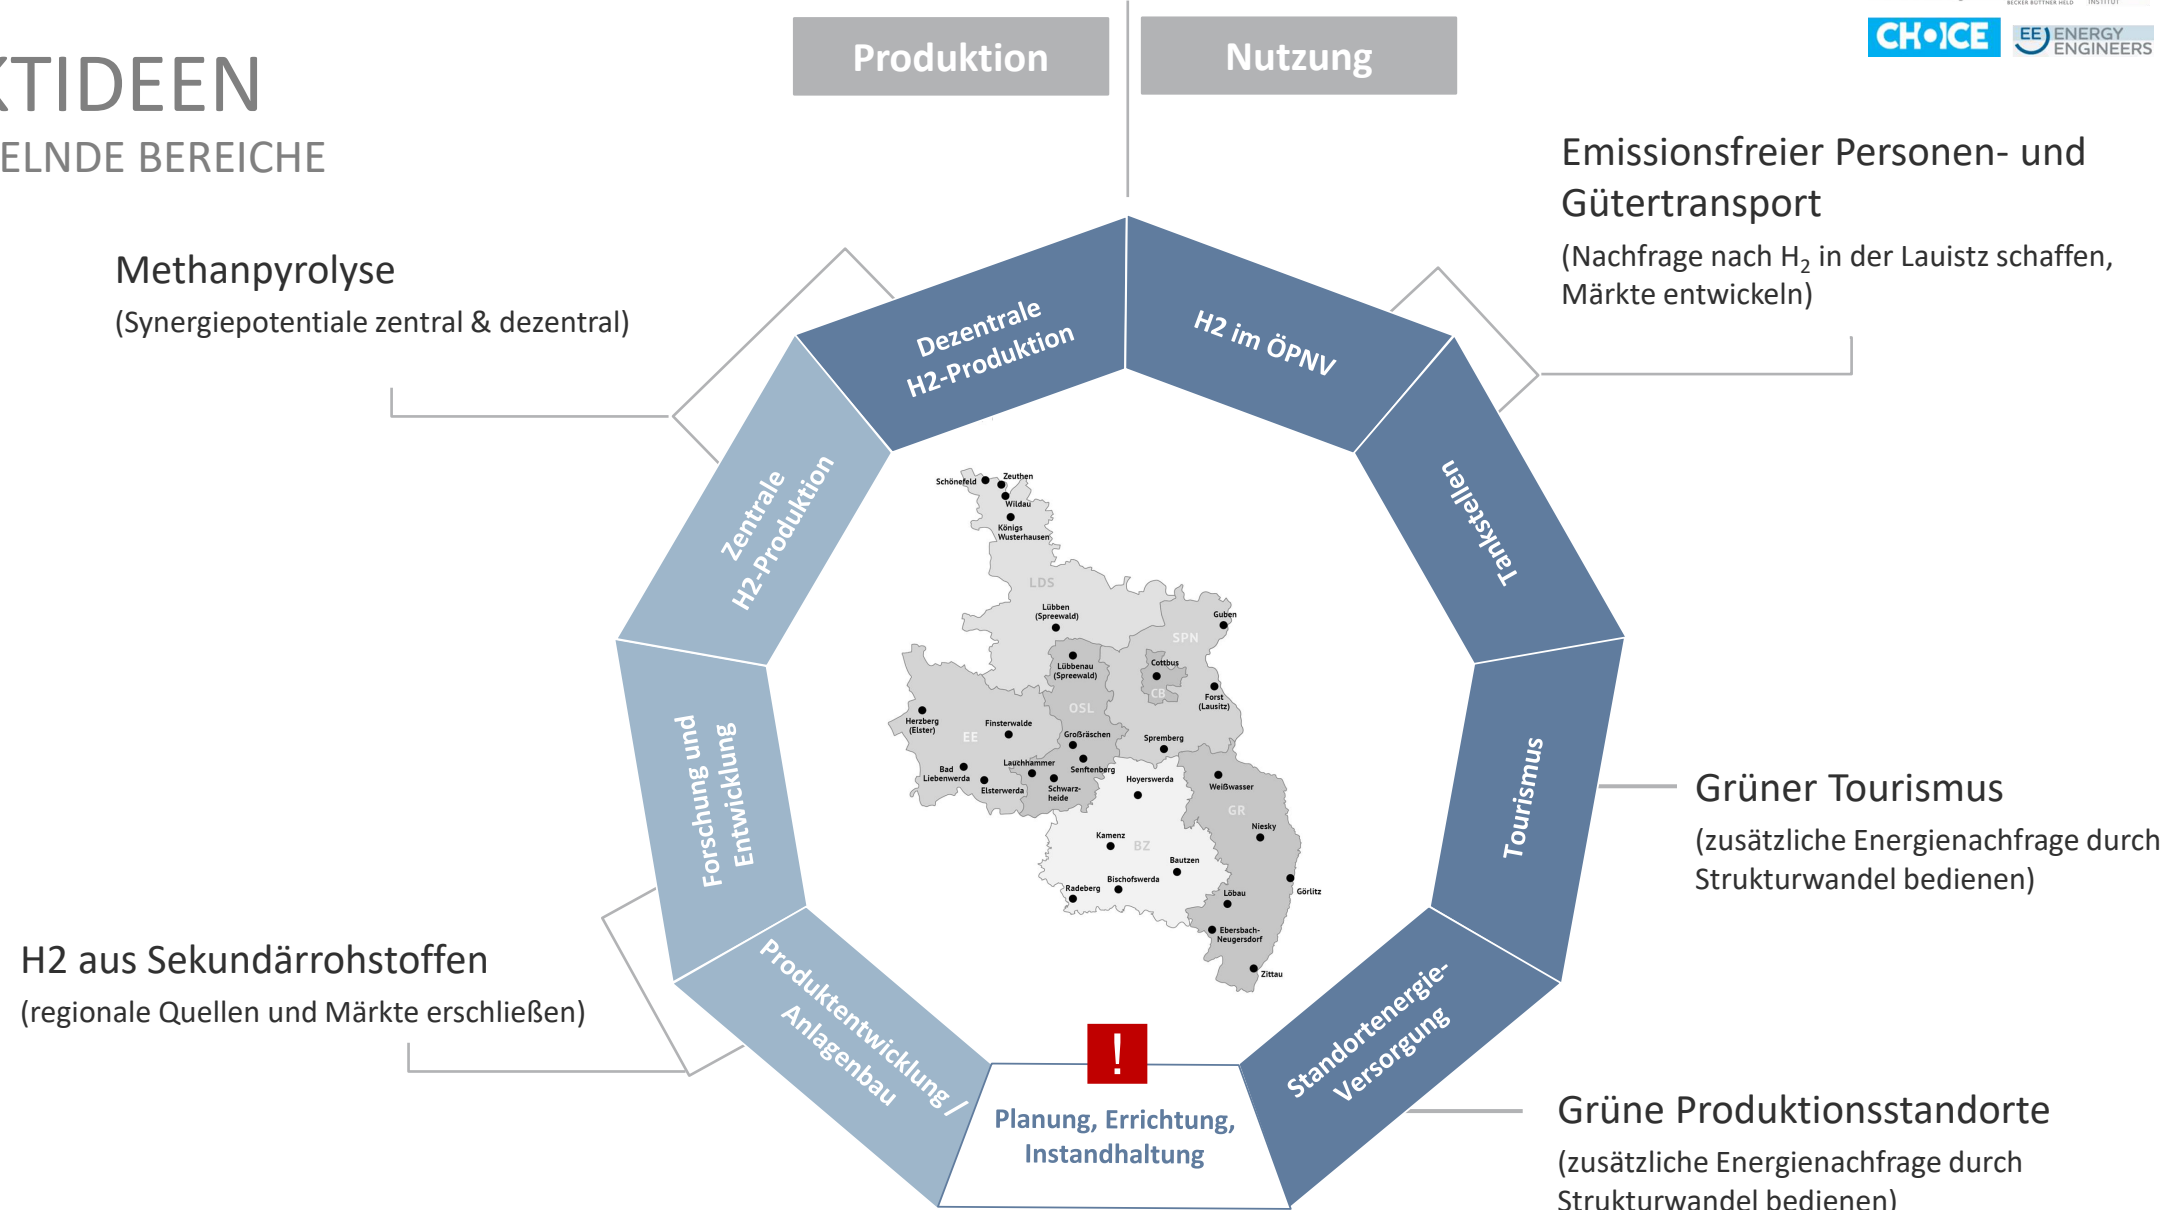 Produktion
Nutzung
BECKER BÜTTNER HELD
INSTITUT
CHOICE
EE ENERGY
ENGINEERS
KTIDEEN
ELNDE BEREICHE
Emissionsfreier Personen- und
Gütertransport
(Nachfrage nach H₂ in der Lauistz schaffen,
Märkte entwickeln)
Methanpyrolyse
(Synergiepotentiale zentral & dezentral)
Dezentrale
H2-Produktion
H2 im ÖPNV
Zentrale
H2-Produktion
Tankstellen
Forschung und
Entwicklung
Tourismus
Produktentwicklung /
Anlagenbau
Standortenergie-
Versorgung
!
Planung, Errichtung,
Instandhaltung
Schönefeld
Zeuthen
Wildau
Königs
Wusterhausen
LDS
Lübben
(Spreewald)
Guben
SPN
Lübbenau
(Spreewald)
Cottbus
CB
Forst
(Lausitz)
OSL
Herzberg
(Elster)
Finsterwalde
EE
Großräschen
Spremberg
Bad
Liebenwerda
Lauchhammer
Senftenberg
Elsterwerda
Schwarz-
heide
Hoyerswerda
Weißwasser
GR
Niesky
Kamenz
BZ
Bautzen
Bischofswerda
Radeberg
Görlitz
Löbau
Ebersbach-
Neugersdorf
Zittau
Grüner Tourismus
(zusätzliche Energienachfrage durch
Strukturwandel bedienen)
H2 aus Sekundärrohstoffen
(regionale Quellen und Märkte erschließen)
Grüne Produktionsstandorte
(zusätzliche Energienachfrage durch
Strukturwandel bedienen)